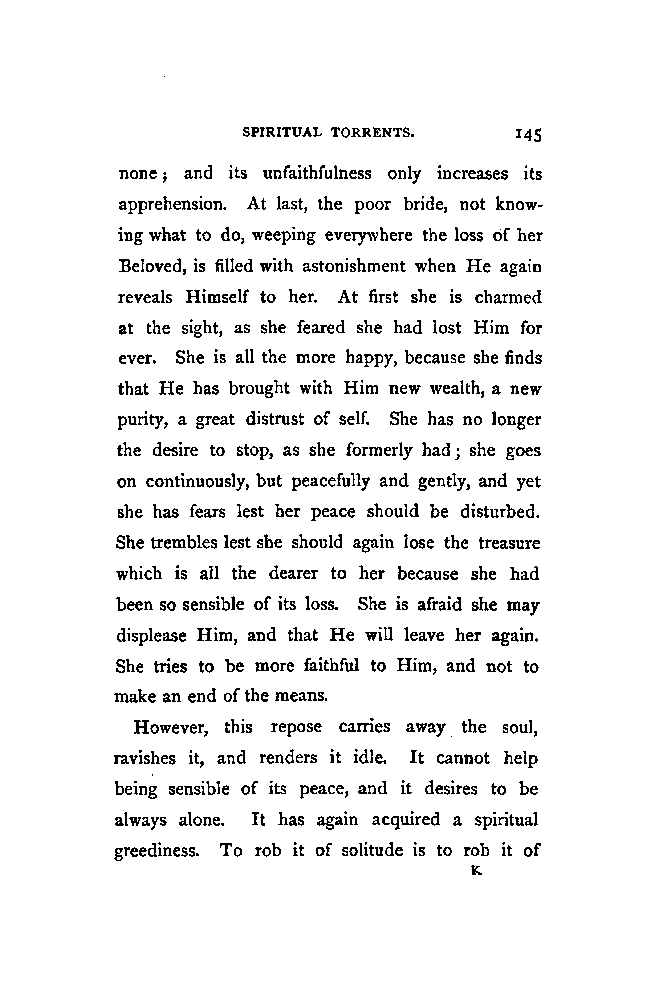 SPIRITUAL TORRENTS. 145
none; and its unfaithfulness only increases its
apprehension. At last, the poor bride, not know-
ing what to do, weeping everywhere the loss of her
Beloved, is filled with astonishment when He again
reveals Himself to her. At first she is charmed
at the sight, as she feared she had lost Him for
ever. She is all the more happy, because she finds
that He has brought with Him new wealth, a new
purity, a great distrust of self. She has no longer
the desire to stop, as she formerly had; she goes
on continuously, but peacefully and gently, and yet
she has fears lest her peace should be disturbed.
She trembles lest she should again lose the treasure
which is all the dearer to her because she had
been so sensible of its loss. She is afraid she may
displease Him, and that He will leave her again.
She tries to be more faithful to Him, and not to
make an end of the means.
However, this repose carries away the soul,
ravishes it, and renders it idle. It cannot help
being sensible of its peace, and it desires to be
always alone. It has again acquired a spiritual
greediness. To rob it of solitude is to rob it of
K